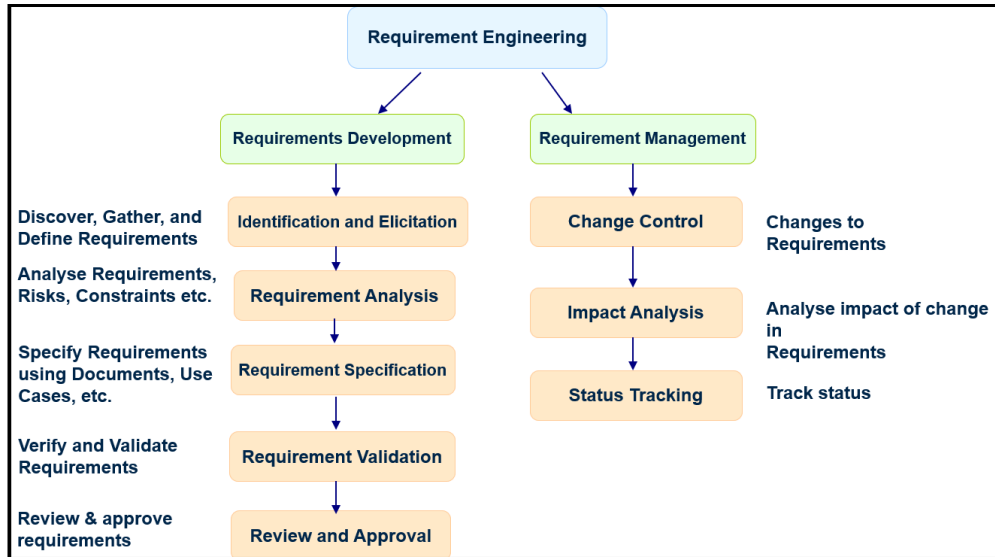 Requirement Engineering
Requirements Development
Requirement Management
Discover, Gather, and
Define Requirements
Identification and Elicitation
Change Control
Changes to
Requirements
Analyse Requirements,
Risks, Constraints etc.
Requirement Analysis
Impact Analysis
Analyse impact of change
in
Requirements
Specify Requirements
using Documents, Use
Cases, etc.
Requirement Specification
Status Tracking
Track status
Verify and Validate
Requirements
Requirement Validation
Review & approve
requirements
Review and Approval